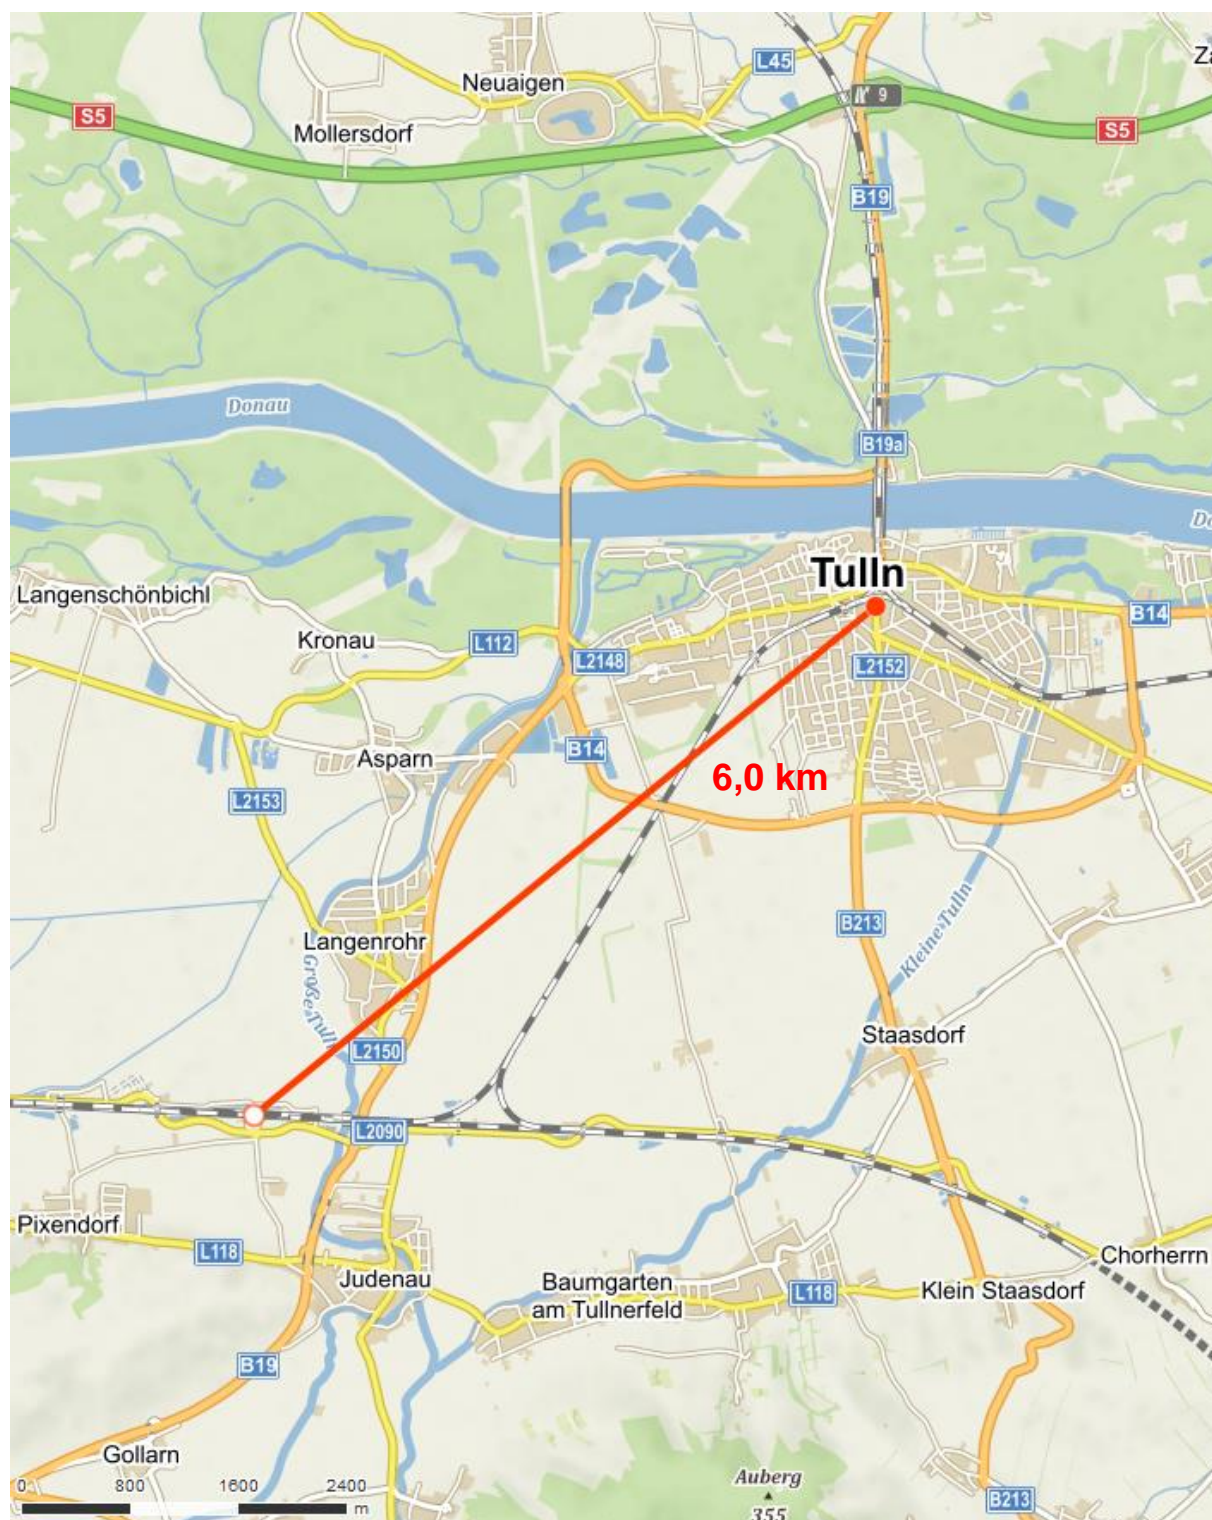 Za
L45
Neuaigen
9
S5
Mollersdorf
S5
B19
Donau
B19a
Do
Tulln
Langenschönbichl
B14
Kronau
L112
L2148
L2152
B14
Asparn
6,0 km
L2153
Kleine Tulln
B213
Langenrohr
Große Tulln
Staasdorf
L2150
L2090
Pixendorf
L118
Chorherrn
Judenau
Baumgarten
am Tullnerfeld
L118
Klein Staasdorf
B19
Gollarn
Auberg
355
0 800 1600 2400
m
B213